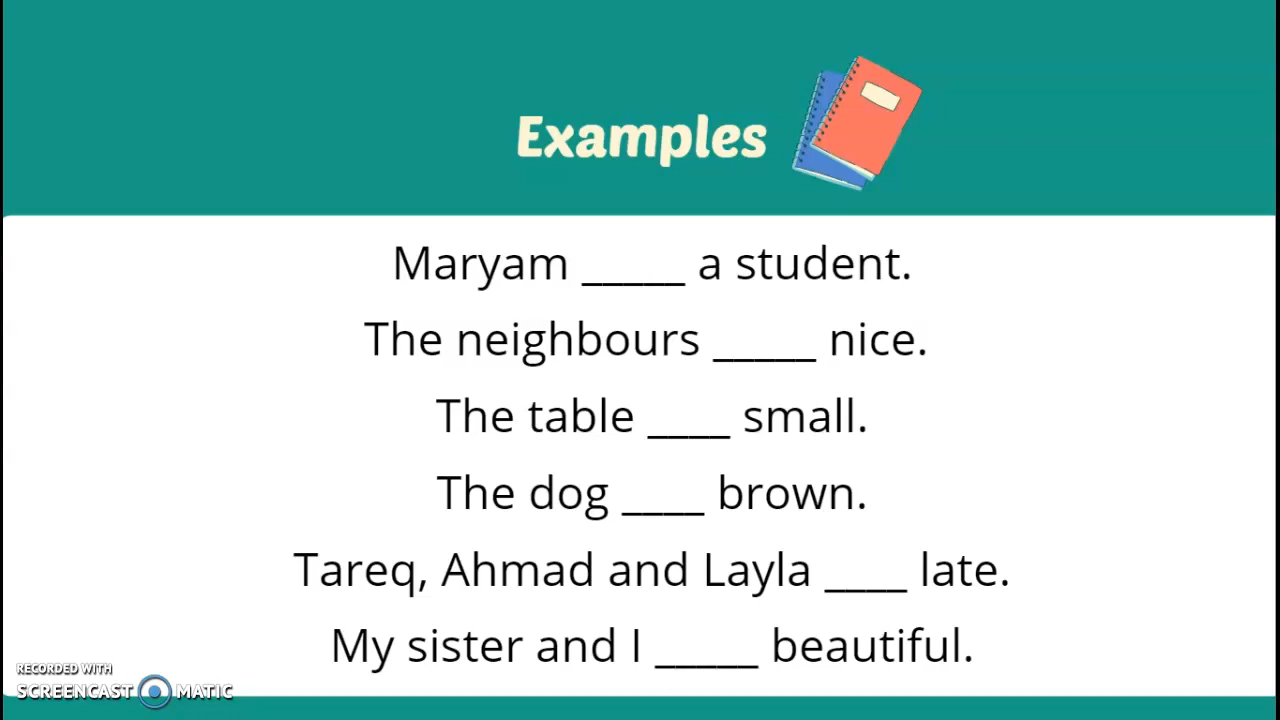 Examples
Maryam _____ a student.
The neighbours _____ nice.
The table ____ small.
The dog ____ brown.
Tareq, Ahmad and Layla ____ late.
My sister and I _____ beautiful.
RECORDED WITH
SCREENCAST MATIC